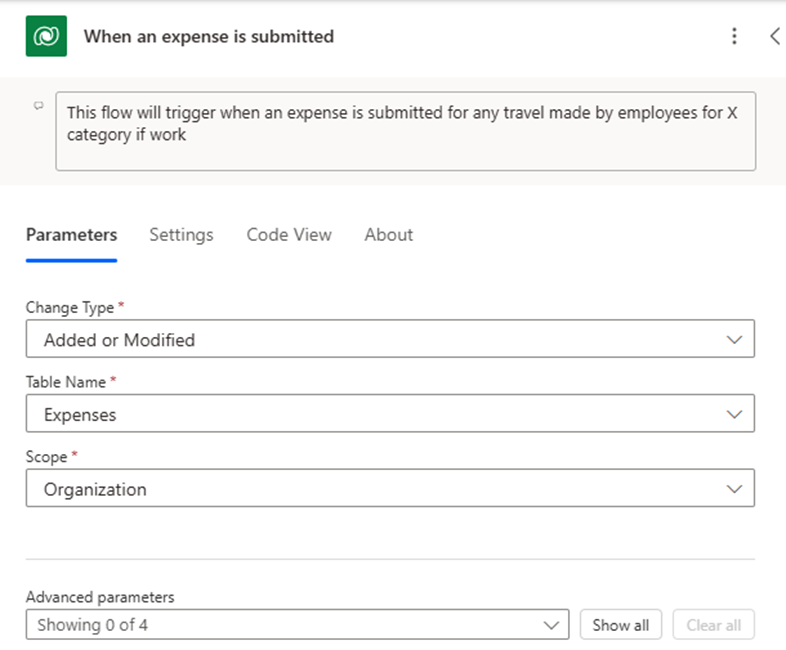 When an expense is submitted
This flow will trigger when an expense is submitted for any travel made by employees for X
category if work
Parameters Settings Code View About
Change Type *
Added or Modified
Table Name *
Expenses
Scope *
Organization
Advanced parameters
Showing 0 of 4 Show all Clear all